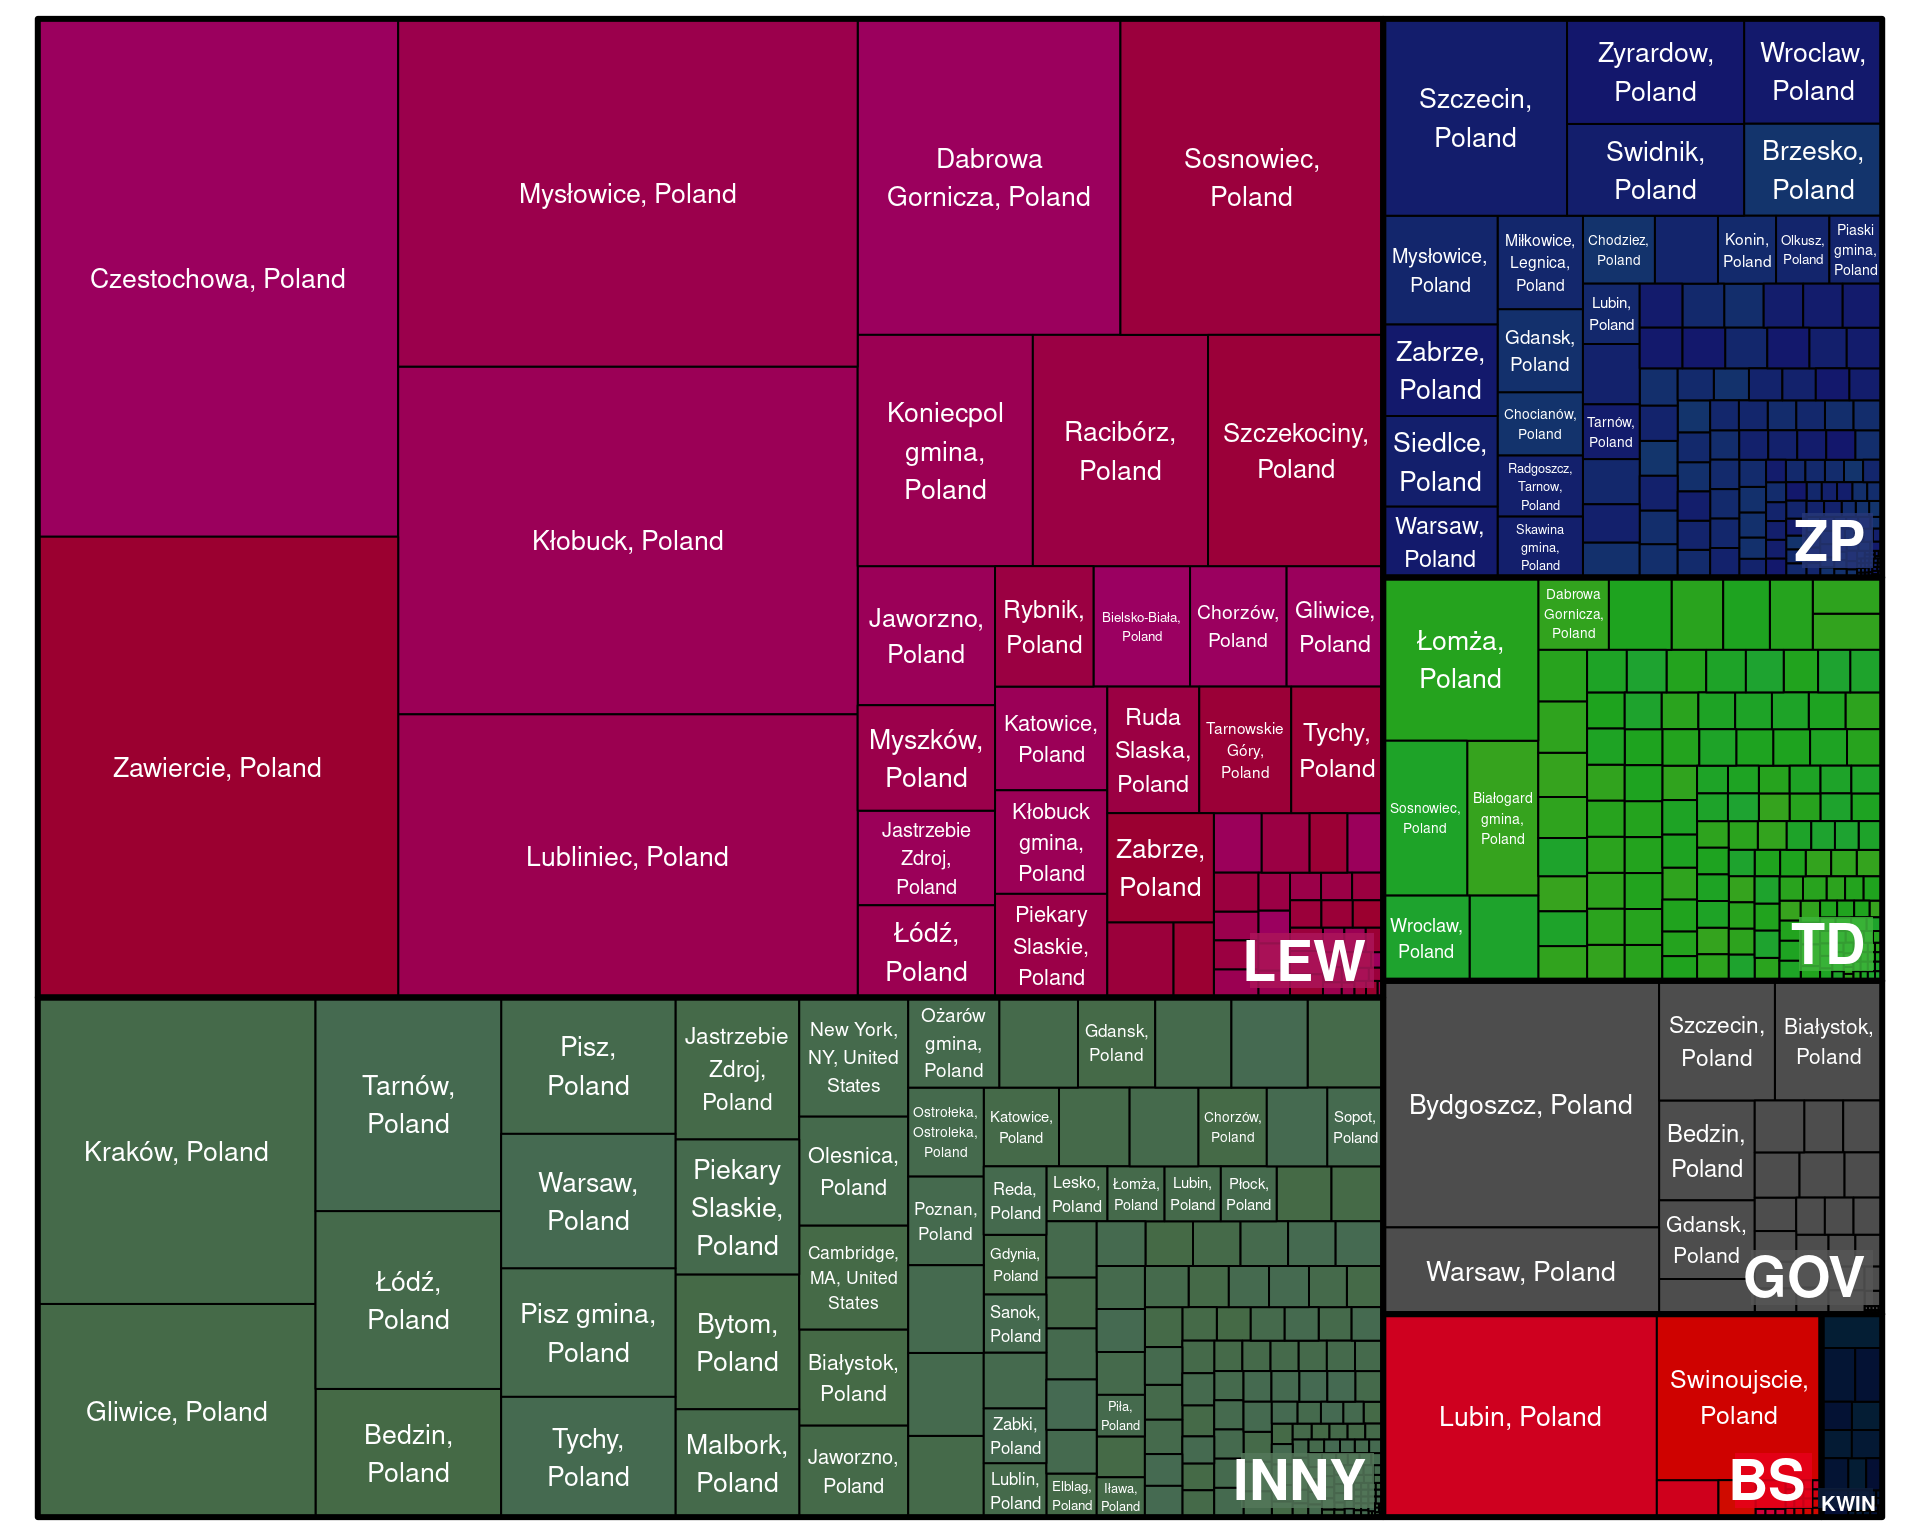 Czestochowa, Poland
Zawiercie, Poland
Mysłowice, Poland
Kłobuck, Poland
Lubliniec, Poland
Dabrowa
Gornicza, Poland
Sosnowiec,
Poland
Koniecpol
gmina,
Poland
Racibórz,
Poland
Szczekociny,
Poland
Jaworzno,
Poland
Myszków,
Poland
Jastrzebie
Zdroj,
Poland
Łódź,
Poland
Rybnik,
Poland
Bielsko-Biała,
Poland
Chorzów,
Poland
Gliwice,
Poland
Katowice,
Poland
Kłobuck
gmina,
Poland
Piekary
Slaskie,
Poland
Ruda
Slaska,
Poland
Tarnowskie
Góry,
Poland
Tychy,
Poland
Zabrze,
Poland
LEW
Szczecin,
Poland
Zyrardow,
Poland
Wroclaw,
Poland
Swidnik,
Poland
Brzesko,
Poland
Mysłowice,
Poland
Zabrze,
Poland
Siedlce,
Poland
Warsaw,
Poland
Miłkowice,
Legnica,
Poland
Gdansk,
Poland
Chocianów,
Poland
Radgoszcz,
Tarnow,
Poland
Skawina
gmina,
Poland
Chodziez,
Poland
Konin,
Poland
Olkusz,
Poland
Piaski
gmina,
Poland
Lubin,
Poland
Tarnów,
Poland
ZP
Łomża,
Poland
Sosnowiec,
Poland
Białogard
gmina,
Poland
Wroclaw,
Poland
Dabrowa
Gornicza,
Poland
TD
Kraków, Poland
Gliwice, Poland
Tarnów,
Poland
Łódź,
Poland
Bedzin,
Poland
Pisz,
Poland
Warsaw,
Poland
Pisz gmina,
Poland
Tychy,
Poland
Jastrzebie
Zdroj,
Poland
Piekary
Slaskie,
Poland
Bytom,
Poland
Malbork,
Poland
New York,
NY, United
States
Olesnica,
Poland
Cambridge,
MA, United
States
Białystok,
Poland
Jaworzno,
Poland
Ożarów
gmina,
Poland
Gdansk,
Poland
Ostrołeka,
Ostroleka,
Poland
Poznan,
Poland
Katowice,
Poland
Chorzów,
Poland
Sopot,
Poland
Reda,
Poland
Gdynia,
Poland
Sanok,
Poland
Zabki,
Poland
Lublin,
Poland
Lesko,
Poland
Łomża,
Poland
Lubin,
Poland
Płock,
Poland
Piła,
Poland
Elblag,
Poland
Iława,
Poland
INNY
Bydgoszcz, Poland
Warsaw, Poland
Szczecin,
Poland
Białystok,
Poland
Bedzin,
Poland
Gdansk,
Poland
GOV
Lubin, Poland
Swinoujscie,
Poland
BS
KWIN